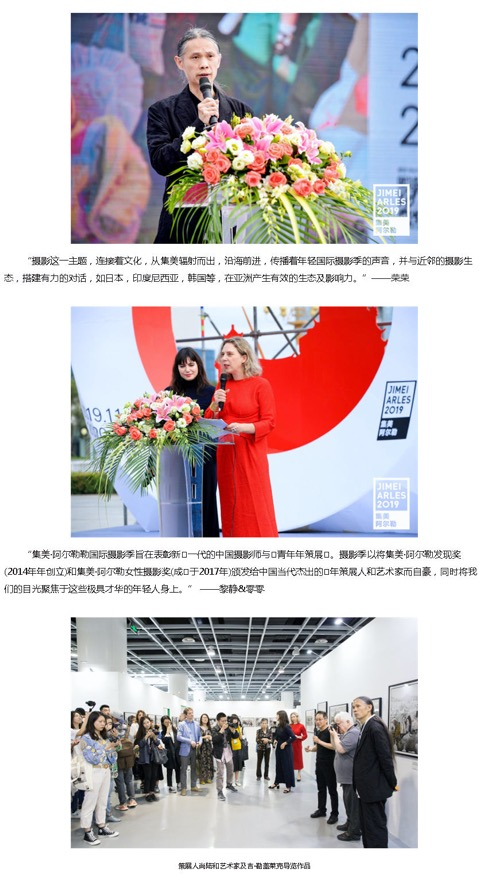 2
2
JIMEI
ARLES
2019
集美
阿尔勒
“摄影这一主题，连接着文化，从集美辐射而出，沿海前进，传播着年轻国际摄影季的声音，并与近邻的摄影生
态，搭建有力的对话，如日本，印度尼西亚，韩国等，在亚洲产生有效的生态及影响力。”——荣荣
19.11
JIMEI
ARLES
2019
集美
阿尔勒
JIMEI
ARLES
2019
集美
阿尔勒
“集美·阿尔勒勒国际摄影季旨在表彰新一代的中国摄影师与青年年策展。摄影季以将集美·阿尔勒发现奖
(2014年年创立)和集美·阿尔勒女性摄影奖(成于2017年)颁发给中国当代杰出的年策展人和艺术家而自豪，同时将我
们的目光聚焦于这些极具才华的年轻人身上。” ——黎静&零零
策展人肖陆和艺术家及吉·勒盖莱克导览作品